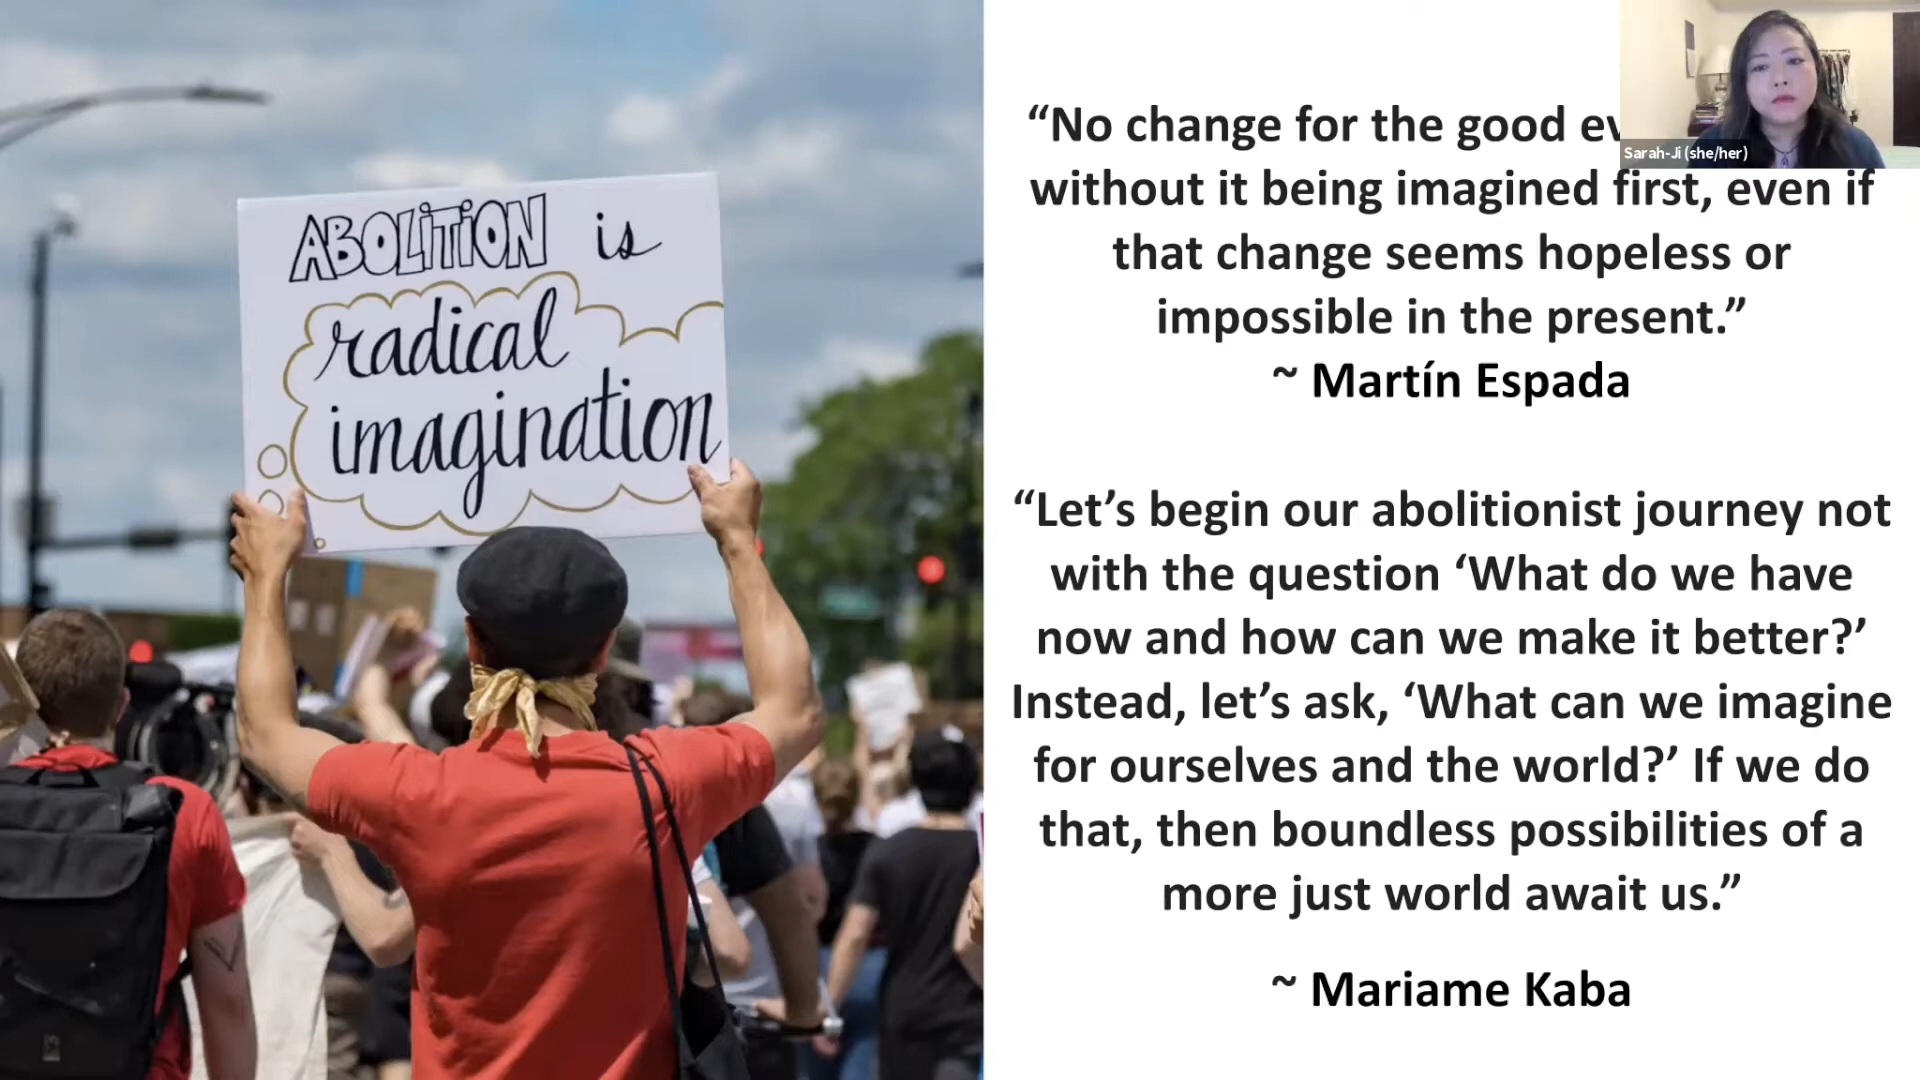 ABOLITION is
radical
imagination
“No change for the good
without it being imagined first, even if
that change seems hopeless or
impossible in the present.”
~ Martín Espada
“Let’s begin our abolitionist journey not
with the question ‘What do we have
now and how can we make it better?’
Instead, let’s ask, ‘What can we imagine
for ourselves and the world?’ If we do
that, then boundless possibilities of a
more just world await us.”
~ Mariame Kaba
Sarah-Ji (she/her)